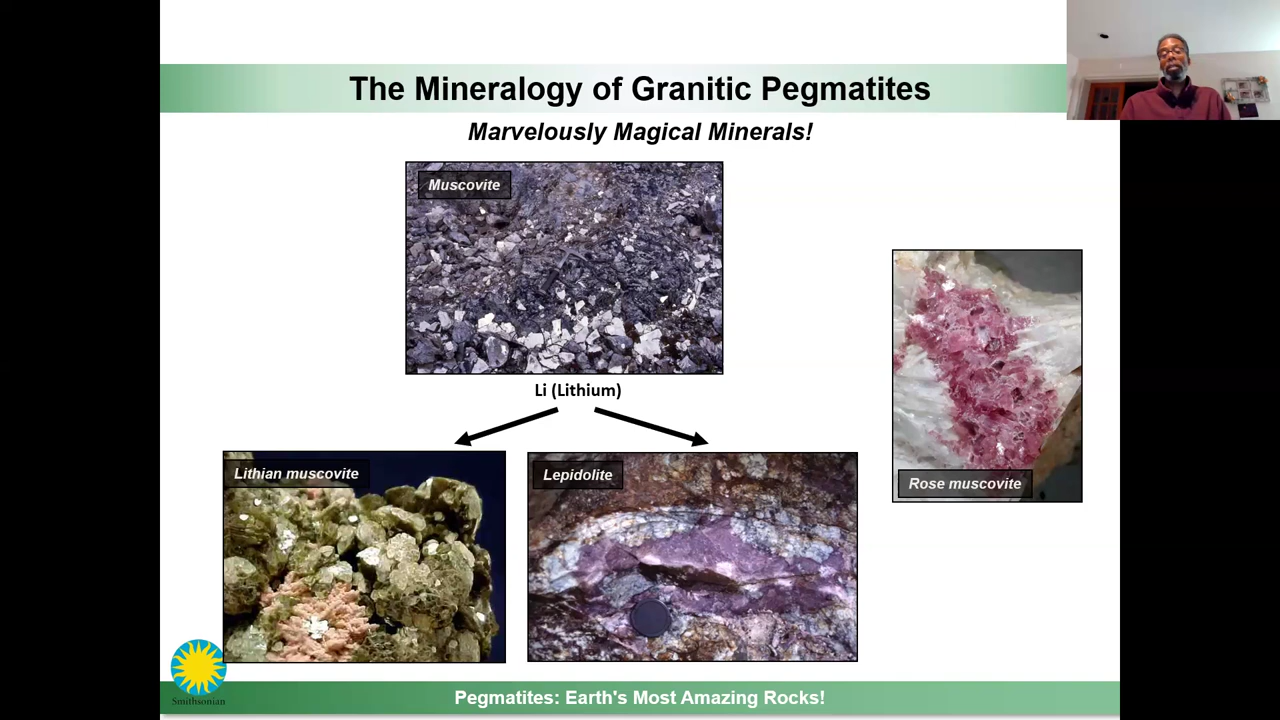 The Mineralogy of Granitic Pegmatites
Marvelously Magical Minerals!
Muscovite
Li (Lithium)
Lithian muscovite
Lepidolite
Rose muscovite
Smithsonian
Pegmatites: Earth's Most Amazing Rocks!